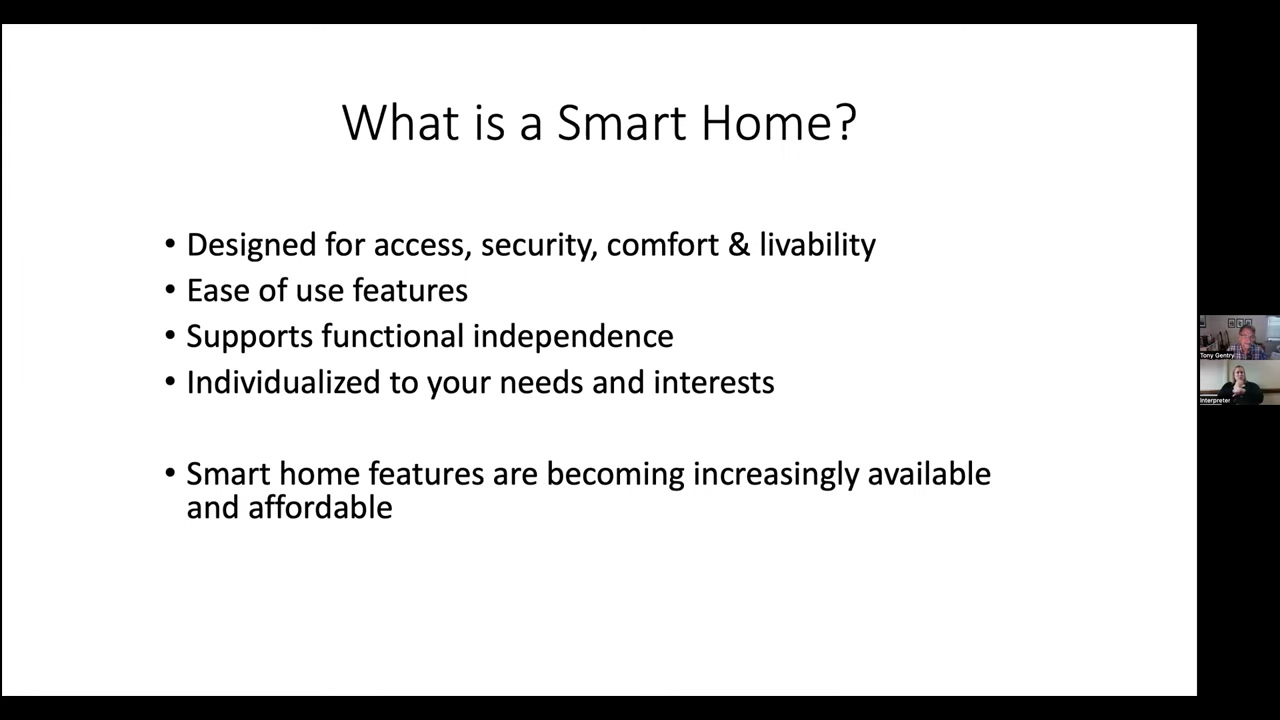 What is a Smart Home?
• Designed for access, security, comfort & livability
• Ease of use features
• Supports functional independence
• Individualized to your needs and interests
• Smart home features are becoming increasingly available
and affordable
Tony Gentry
Interpreter